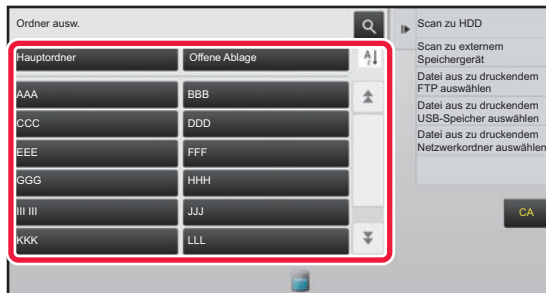 Ordner ausw.
Hauptordner
Offene Ablage
AAA
BBB
CCC
DDD
EEE
FFF
GGG
HHH
III III
JJJ
KKK
LLL
Scan zu HDD
Scan zu externem
Speichergerät
Datei aus zu druckendem
FTP auswählen
Datei aus zu druckendem
USB-Speicher auswählen
Datei aus zu druckendem
Netzwerkordner auswählen
CA